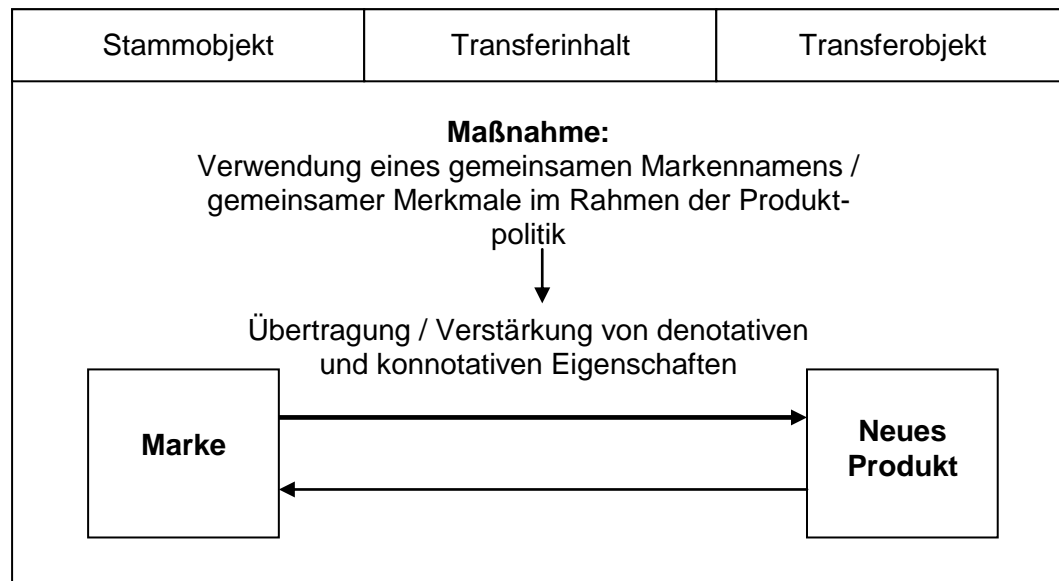 Stammobjekt
Transferinhalt
Transferobjekt
Maßnahme:
Verwendung eines gemeinsamen Markennamens /
gemeinsamer Merkmale im Rahmen der Produkt-
politik
Übertragung / Verstärkung von denotativen
und konnotativen Eigenschaften
Marke
Neues
Produkt